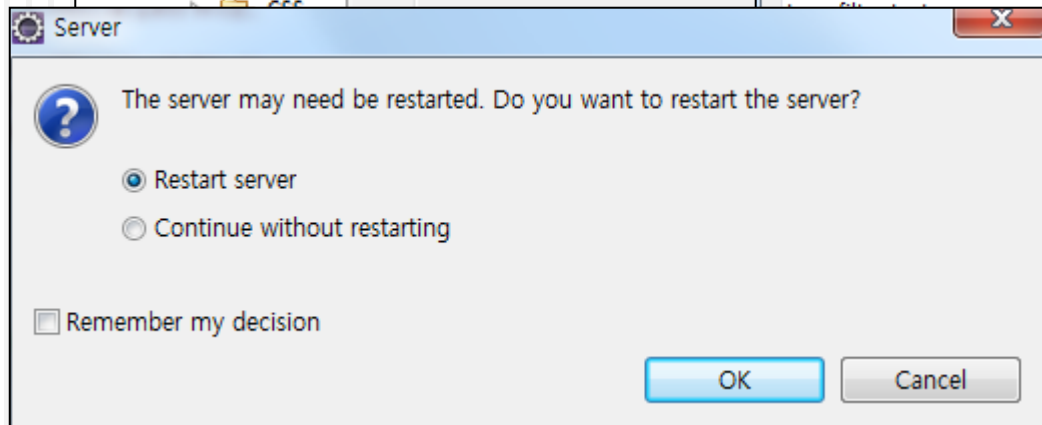 css
Server
The server may need be restarted. Do you want to restart the server?
Restart server
Continue without restarting
Remember my decision
OK
Cancel